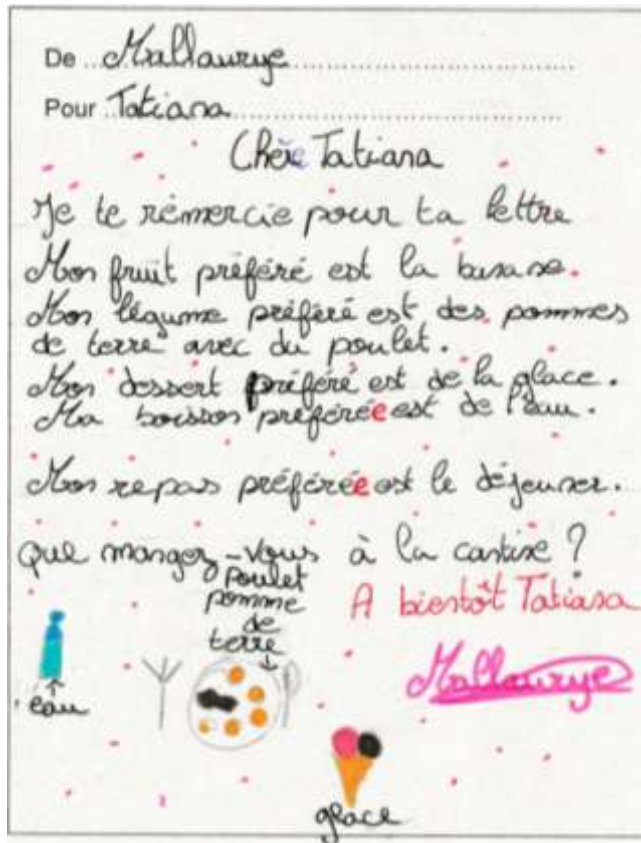 De Mallaurye
Pour Tatiana
Chère Tatiana
Je te rémercie pour ta lettre
Mon fruit préféré est la banane.
Mon légume préféré est des pommes
de terre avec du poulet.
Mon dessert préféré est de la glace.
Ma boisson préférée est de l'eau.
Mon repas préférée est le déjeuner.
Que mangez-vous à la cantine ?
A bientôt Tatiana
Mallaurye
Poulet
pomme
de
terre
eau
glace